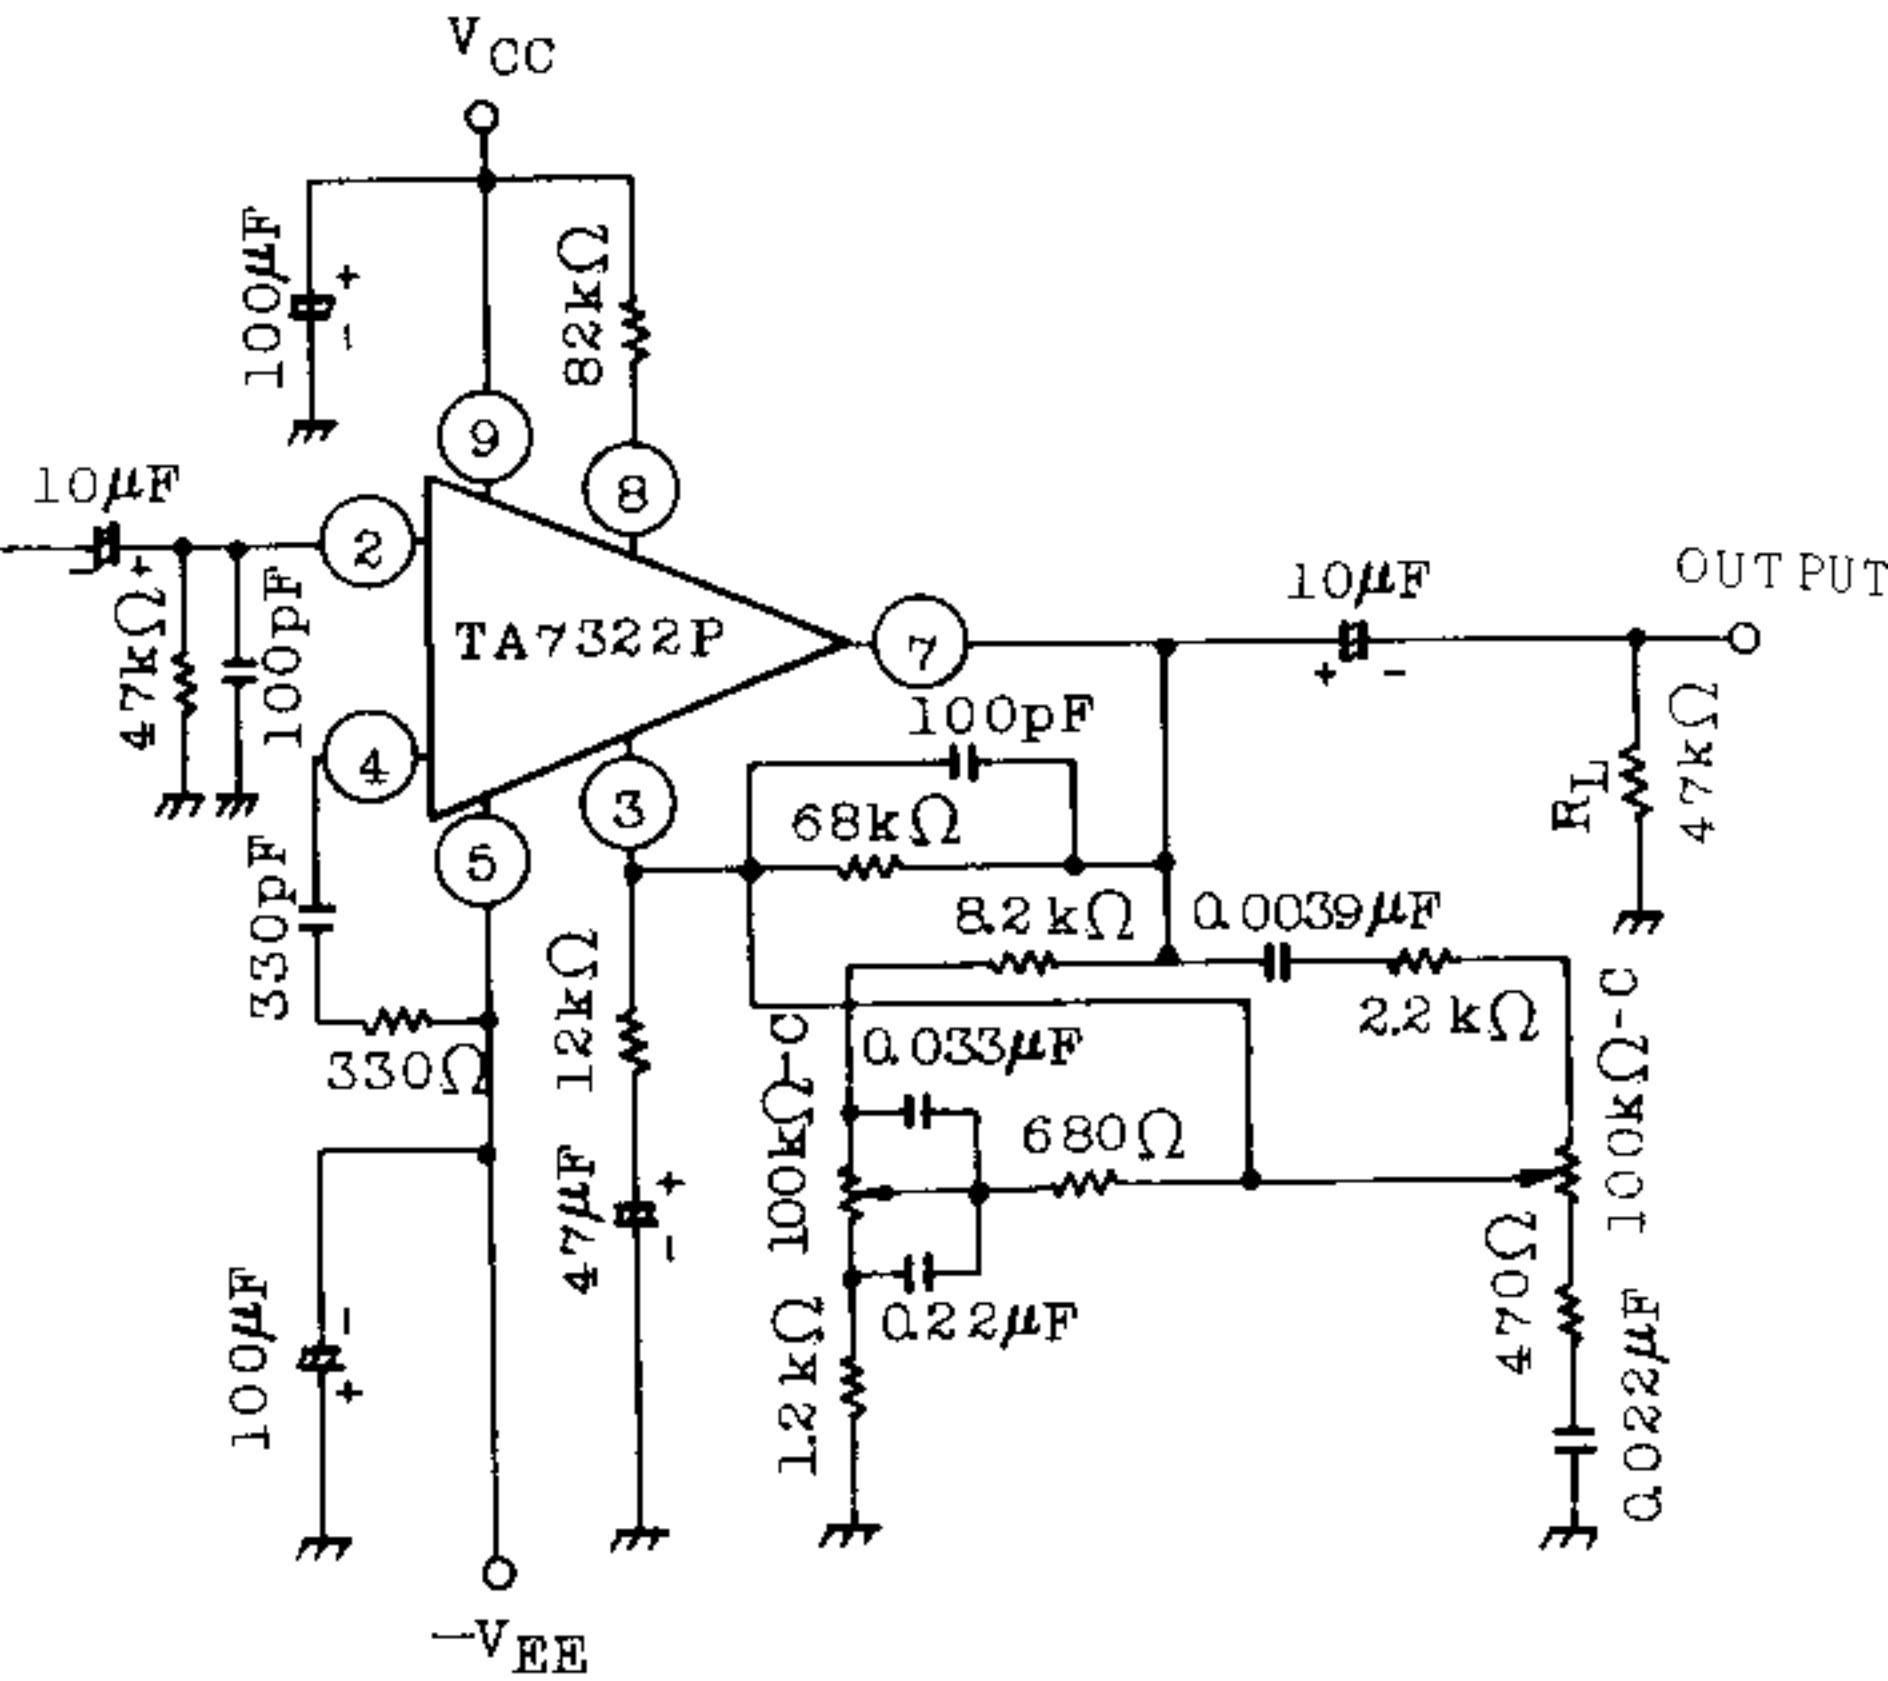 VCC
100μF
+
-
82kΩ
9
8
10μF
-
+
2
47kΩ
100pF
TA7322P
7
10μF
+
-
OUTPUT
4
5
3
100pF
68kΩ
RL
47kΩ
330pF
330Ω
12kΩ
8.2kΩ
0.0039μF
2.2kΩ
100kΩ-C
0.033μF
100kΩ-C
680Ω
47μF
+
-
0.22μF
470Ω
0.022μF
1.2kΩ
100μF
-
+
-VEE